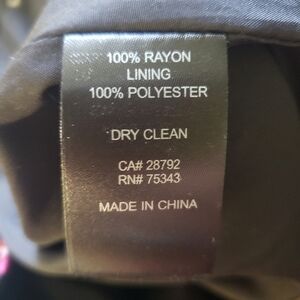 100% RAYON
LINING
100% POLYESTER
DRY CLEAN
CA# 28792
RN# 75343
MADE IN CHINA